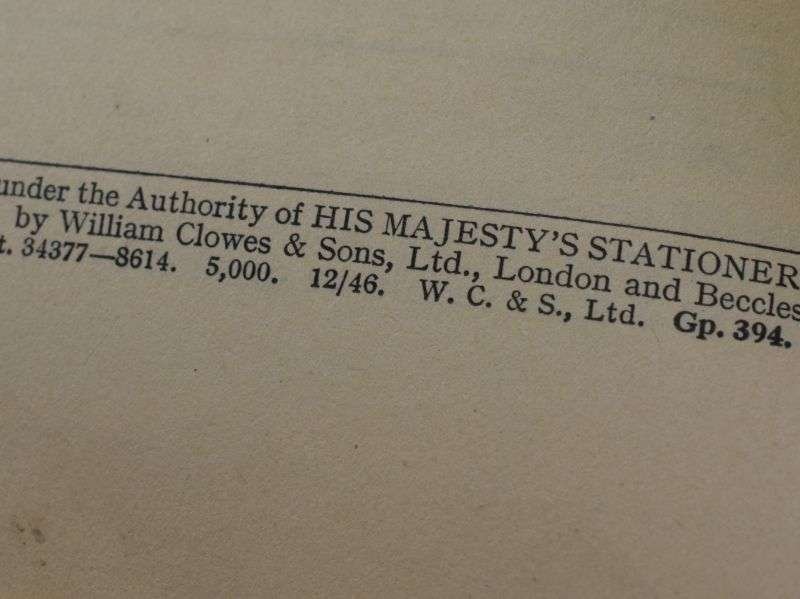 under the Authority of HIS MAJESTY'S STATIONER
by William Clowes & Sons, Ltd., London and Beccles
t. 34377—8614. 5,000. 12/46. W. C. & S., Ltd. Gp. 394.